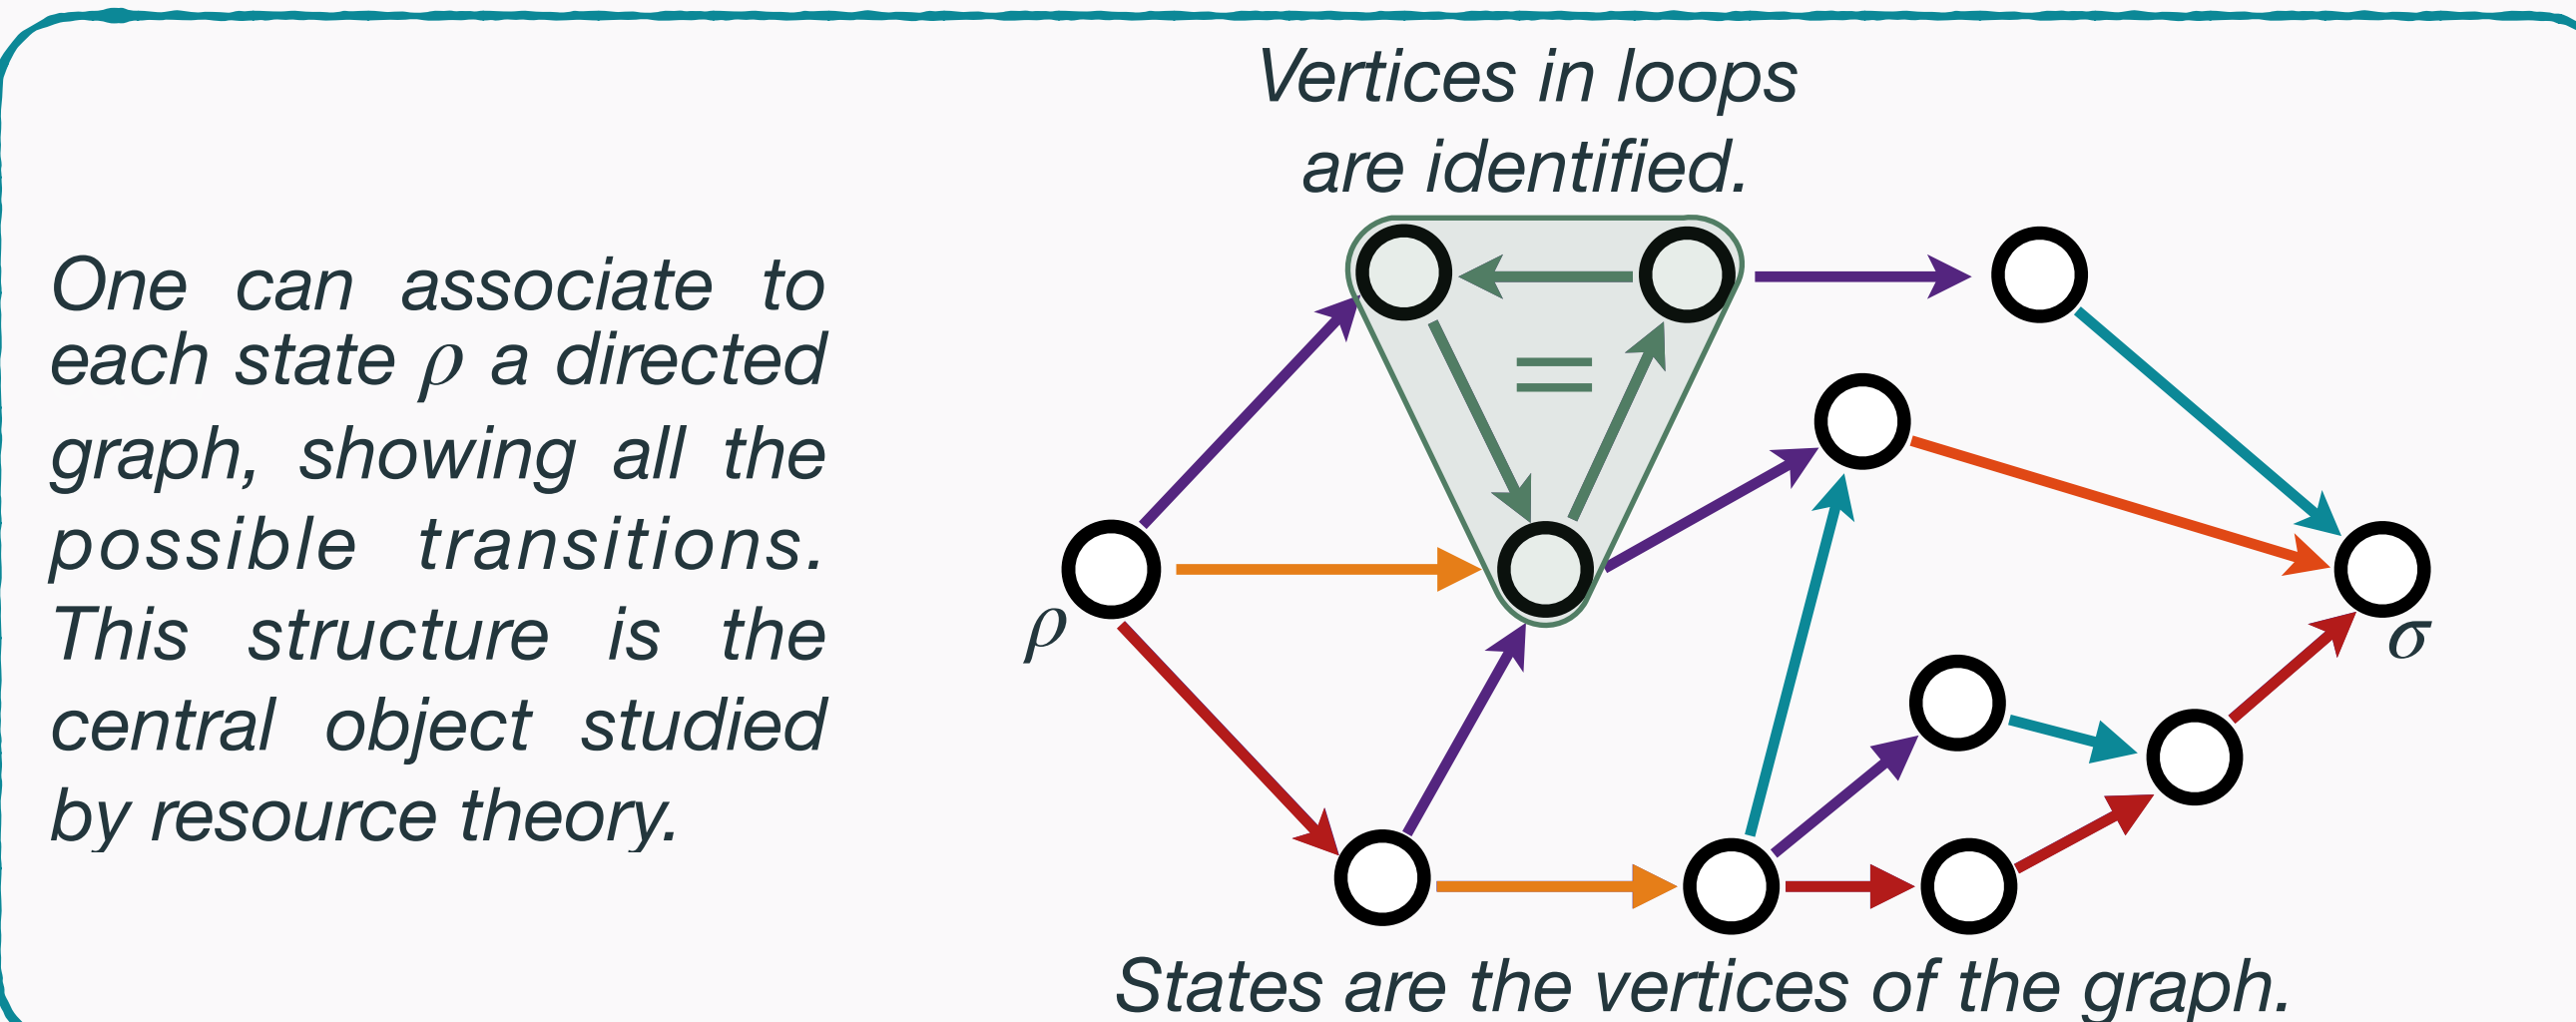 Vertices in loops
are identified.
One can associate to
each state ρ a directed
graph, showing all the
possible transitions.
This structure is the
central object studied
by resource theory.
=
ρ
σ
States are the vertices of the graph.